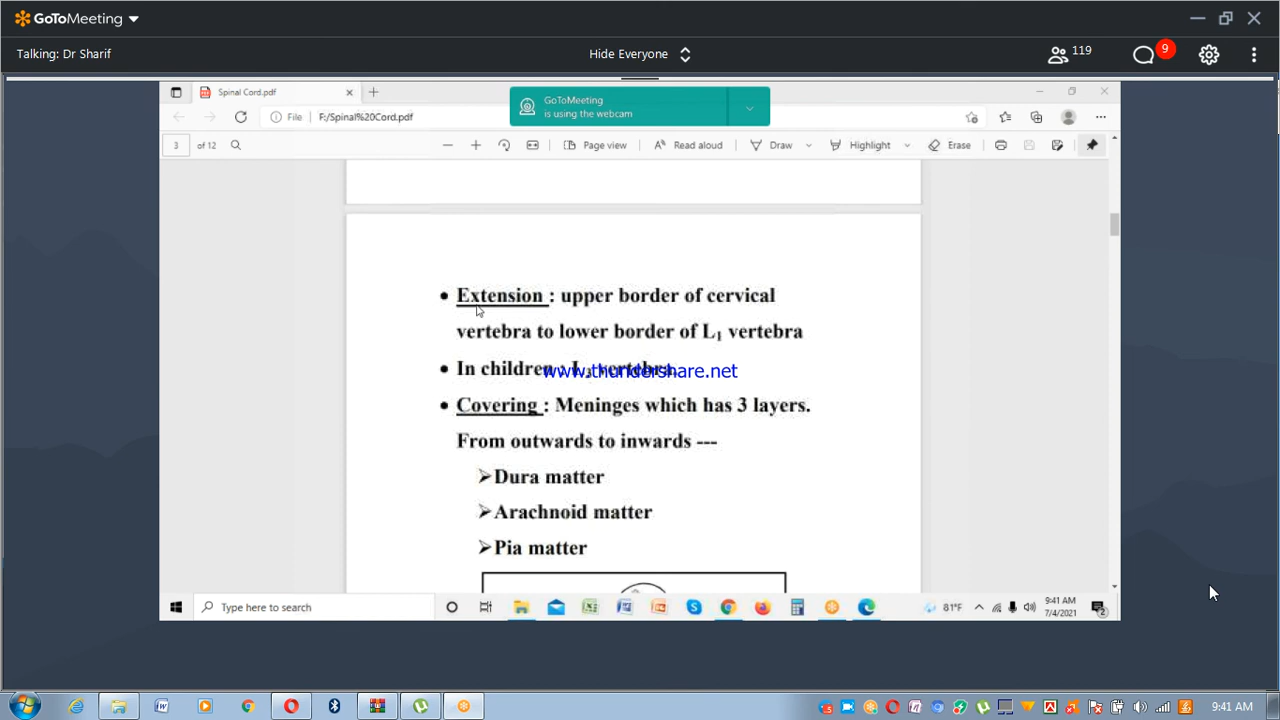 GoToMeeting
Talking: Dr Sharif
Hide Everyone
119
9
Spinal Cord.pdf
GoToMeeting
is using the webcam
File
F:/Spinal%20Cord.pdf
3
of 12
Page view
Read aloud
Draw
Highlight
Erase
• Extension : upper border of cervical
vertebra to lower border of L₁ vertebra
• In children : L₃ vertebra.
www.thundershare.net
• Covering : Meninges which has 3 layers.
From outwards to inwards ---
➢Dura matter
➢Arachnoid matter
➢Pia matter
Type here to search
81°F
9:41 AM
7/4/2021
2
9:41 AM